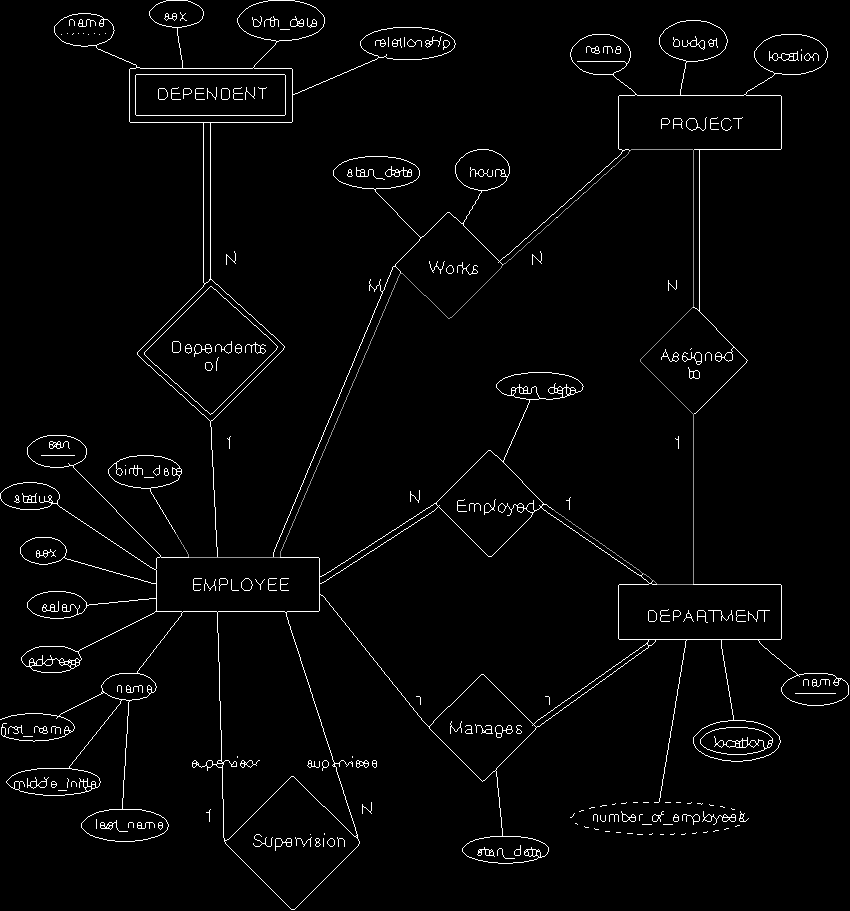 name
sex
birth_date
relationship
name
budget
location
DEPENDENT
PROJECT
start_date
hours
N
Works
M
N
N
Dependents
of
Assigned
to
start_date
1
1
ssn
birth_date
status
N
Employed
1
sex
EMPLOYEE
salary
DEPARTMENT
address
name
name
1
1
first_name
Manages
locations
supervisor
supervisee
middle_initial
1
N
number_of_employees
last_name
Supervision
start_date